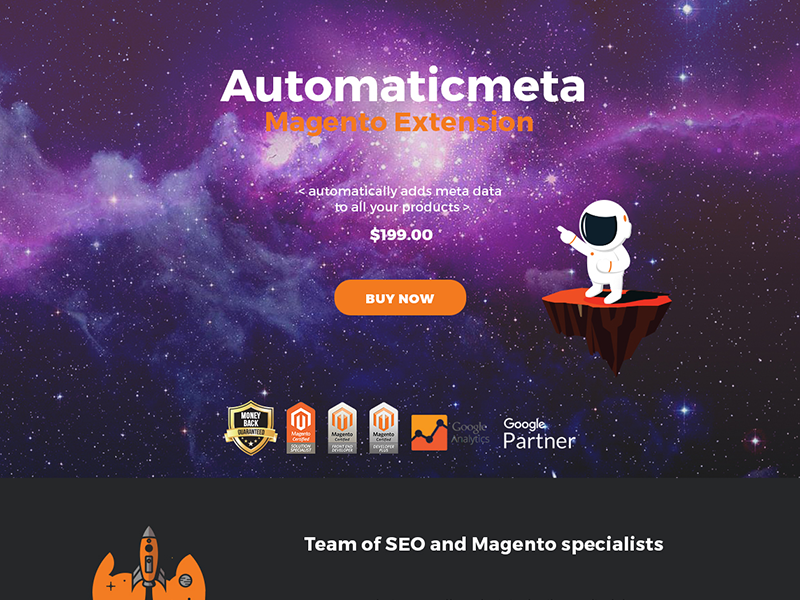 Automaticmeta
Magento Extension
< automatically adds meta data
to all your products >
$199.00
BUY NOW
MONEY
BACK
GUARANTEED
Magento
Certified
SOLUTION
SPECIALIST
Magento
Certified
FRONT END
DEVELOPER
Magento
Certified
DEVELOPER
PLUS
Google
Analytics
Google
Partner
Team of SEO and Magento specialists